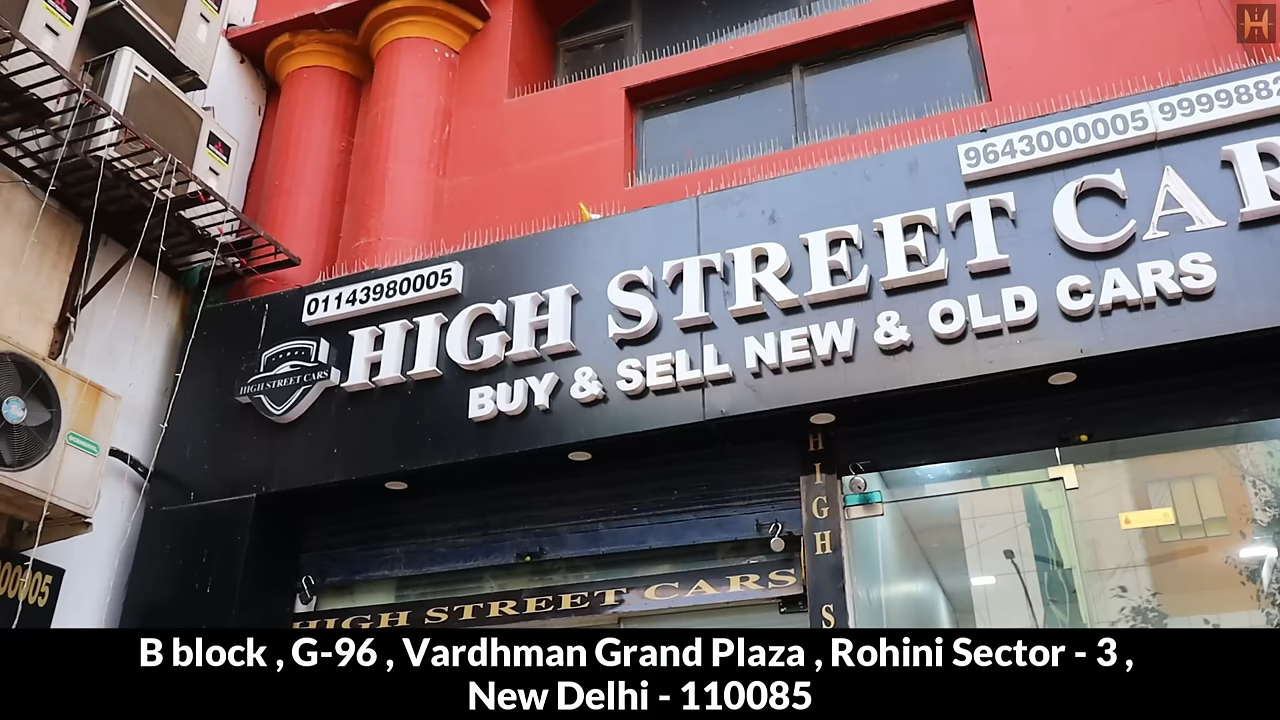 9643000005 999988
01143980005
HIGH STREET CAR
HIGH STREET CARS
BUY & SELL NEW & OLD CARS
HIGH S
HIGH STREET CARS
00005
B block , G-96 , Vardhman Grand Plaza , Rohini Sector - 3 ,
New Delhi - 110085